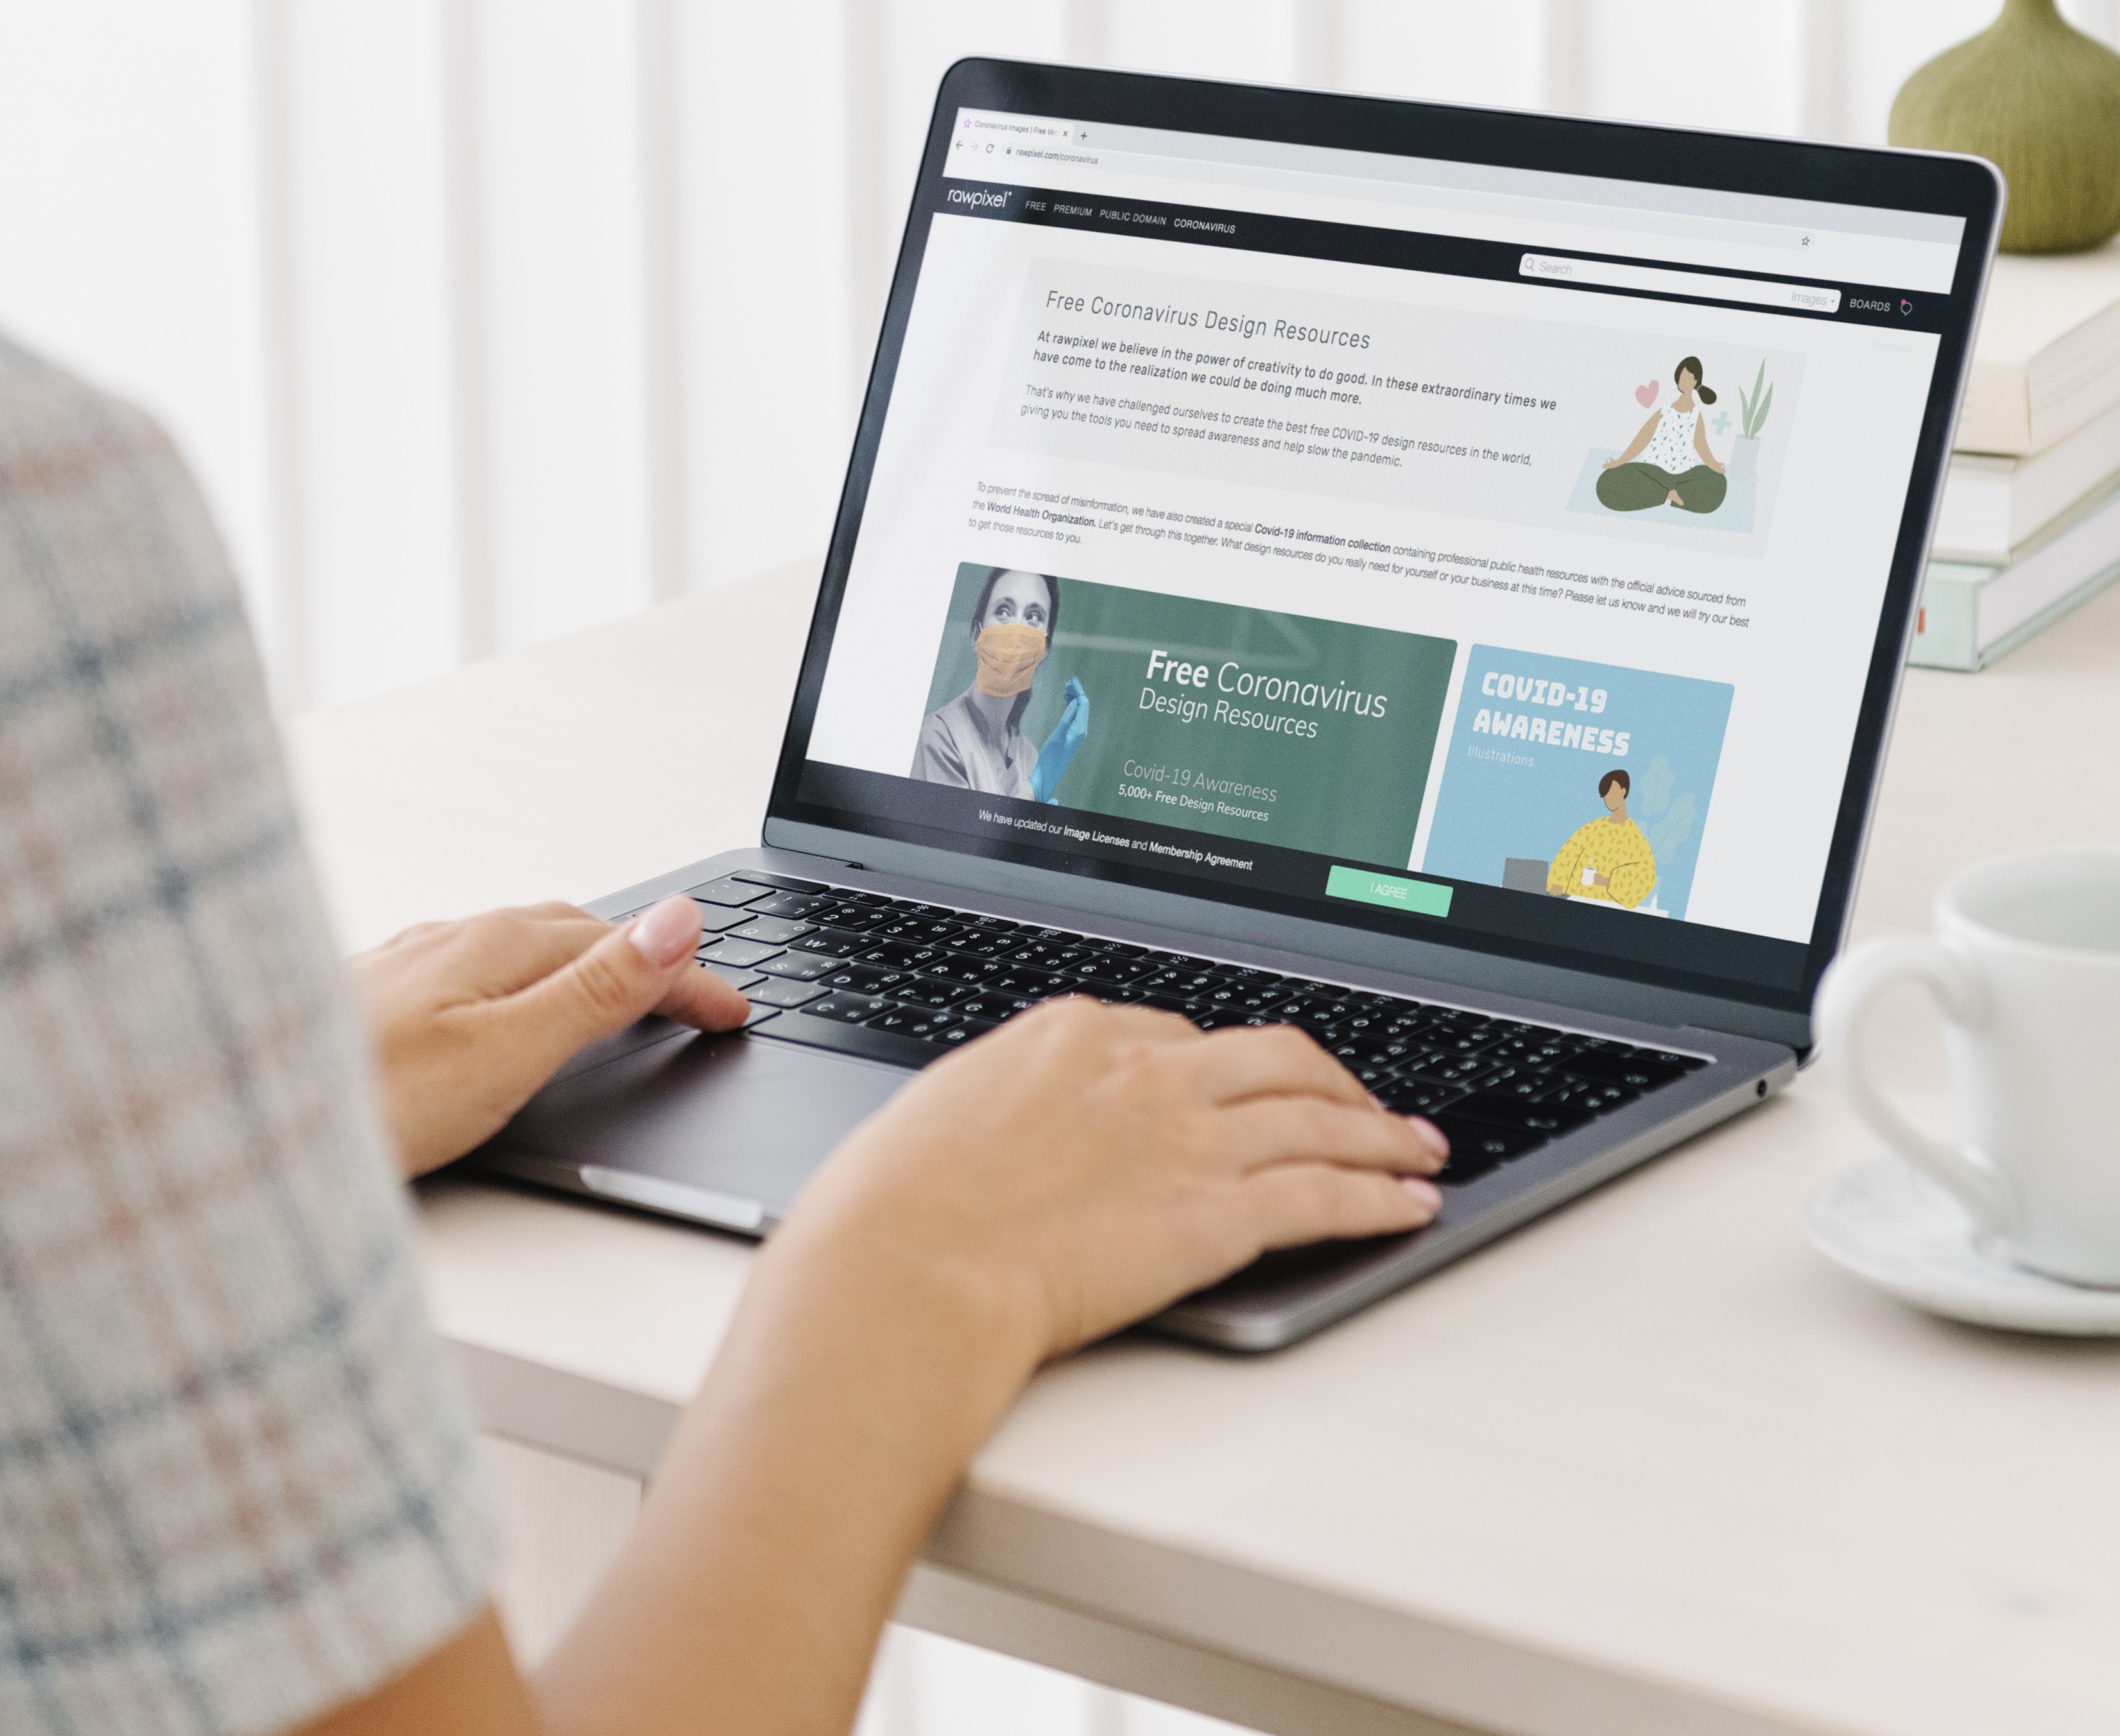 Coronavirus Images | Free Vec
rawpixel.com/coronavirus
rawpixel
FREE PREMIUM PUBLIC DOMAIN CORONAVIRUS
Search
Images
BOARDS
Free Coronavirus Design Resources
At rawpixel we believe in the power of creativity to do good. In these extraordinary times we
have come to the realization we could be doing much more.
That's why we have challenged ourselves to create the best free COVID-19 design resources in the world,
giving you the tools you need to spread awareness and help slow the pandemic.
To prevent the spread of misinformation, we have also created a special Covid-19 information collection containing professional public health resources with the official advice sourced from
the World Health Organization. Let's get through this together. What design resources do you really need for yourself or your business at this time? Please let us know and we will try our best
to get those resources to you.
Free Coronavirus
Design Resources
Covid-19 Awareness
5,000+ Free Design Resources
COVID-19
AWARENESS
Illustrations
We have updated our Image Licenses and Membership Agreement
I AGREE
esc
Q W E R T Y
A S
C V